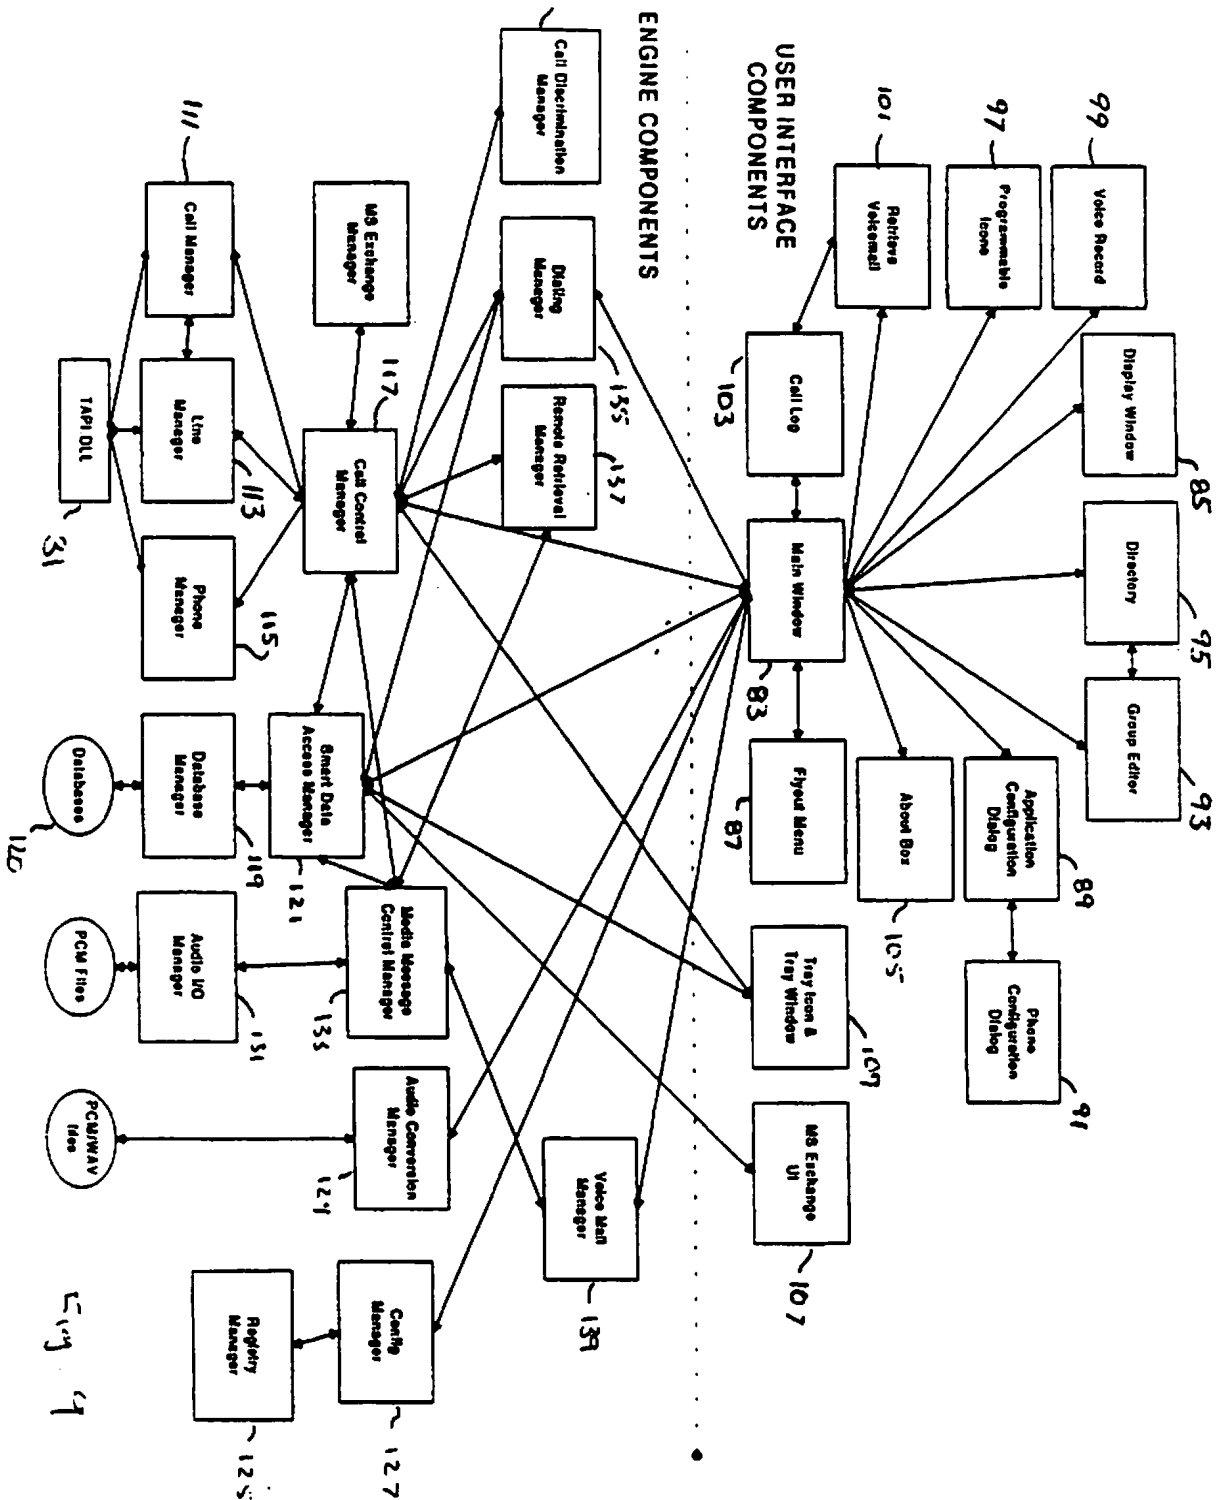 99
Voice Record
97
Programmable
Icons
101
Retrieve
Voicemail
USER INTERFACE
COMPONENTS
Display Window
85
Directory
95
Group Editor
93
Call Log
103
Main Window
83
Flyout Menu
87
About Box
105
Application
Configuration
Dialog
89
Phone
Configuration
Dialog
91
Tray Icon &
Tray Window
109
MS Exchange
UI
107
ENGINE COMPONENTS
Call Discrimination
Manager
Dialing
Manager
135
Remote Retrieval
Manager
137
Voice Mail
Manager
139
MS Exchange
Manager
117
Call Control
Manager
Smart Data
Access Manager
121
Media Message
Control Manager
133
Audio Conversion
Manager
129
Config
Manager
127
111
Call Manager
Line
Manager
113
Phone
Manager
115
Database
Manager
119
Audio I/O
Manager
131
Registry
Manager
125
TAPI DLL
31
Databases
PCM Files
PCM/WAV
files
Fig 4